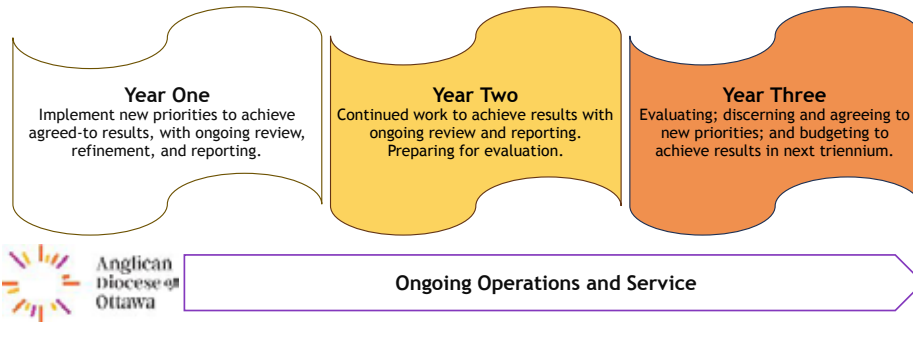 Year One
Implement new priorities to achieve
agreed-to results, with ongoing review,
refinement, and reporting.
Year Two
Continued work to achieve results with
ongoing review and reporting.
Preparing for evaluation.
Year Three
Evaluating; discerning and agreeing to
new priorities; and budgeting to
achieve results in next triennium.
Anglican
Diocese of
Ottawa
Ongoing Operations and Service